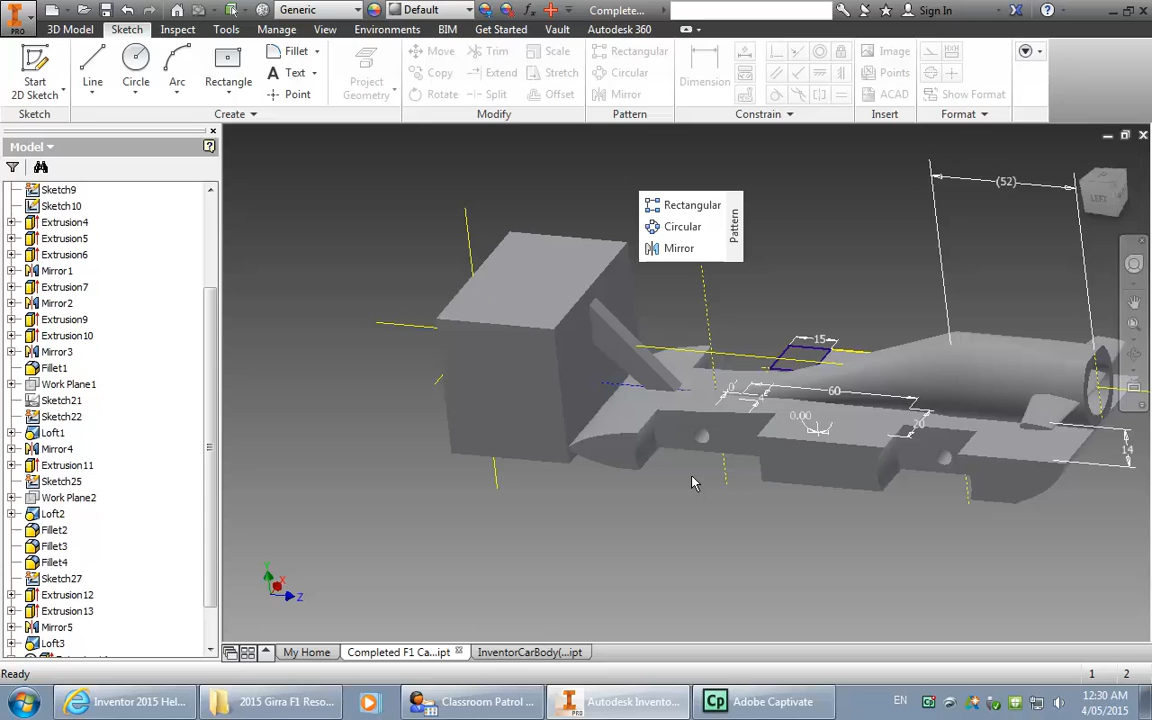 Generic
Default
Complete...
Sign In
PRO
3D Model
Sketch
Inspect
Tools
Manage
View
Environments
BIM
Get Started
Vault
Autodesk 360
Start
2D Sketch
Line
Circle
Arc
Rectangle
Fillet
Text
Point
Project
Geometry
Move
Copy
Rotate
Trim
Extend
Split
Scale
Stretch
Offset
Rectangular
Circular
Mirror
Dimension
Image
Points
ACAD
Show Format
Sketch
Create
Modify
Pattern
Constrain
Insert
Format
Model
Sketch9
Sketch10
Extrusion4
Extrusion5
Extrusion6
Mirror1
Extrusion7
Mirror2
Extrusion9
Extrusion10
Mirror3
Fillet1
Work Plane1
Sketch21
Sketch22
Loft1
Mirror4
Extrusion11
Sketch25
Work Plane2
Loft2
Fillet2
Fillet3
Fillet4
Sketch27
Extrusion12
Extrusion13
Mirror5
Loft3
Rectangular
Circular
Mirror
Pattern
(52)
LEFT
15
60
0.00
20
14
Y
X
Z
My Home
Completed F1 Ca...ipt
InventorCarBody(...ipt
Ready
1
2
Inventor 2015 Hel...
2015 Girra F1 Reso...
Classroom Patrol ...
PRO
Autodesk Invento...
Cp
Adobe Captivate
EN
12:30 AM
4/05/2015